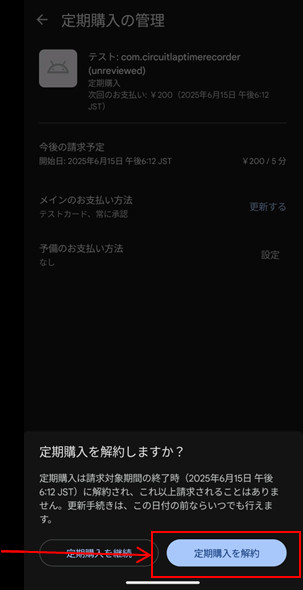 定期購入の管理
テスト: com.circuitlaptimerecorder
(unreviewed)
定期購入
次回のお支払い: ￥200（2025年6月15日 午後6:12
JST）
今後の請求予定
開始日: 2025年6月15日 午後6:12 JST ￥200 / 5 分
メインのお支払い方法
テストカード、常に承認
更新する
予備のお支払い方法
なし
設定
定期購入を解約しますか？
定期購入は請求対象期間の終了時（2025年6月15日 午後
6:12 JST）に解約され、これ以上請求されることはありま
せん。更新手続きは、この日付の前ならいつでも行えま
す。
定期購入を継続
定期購入を解約